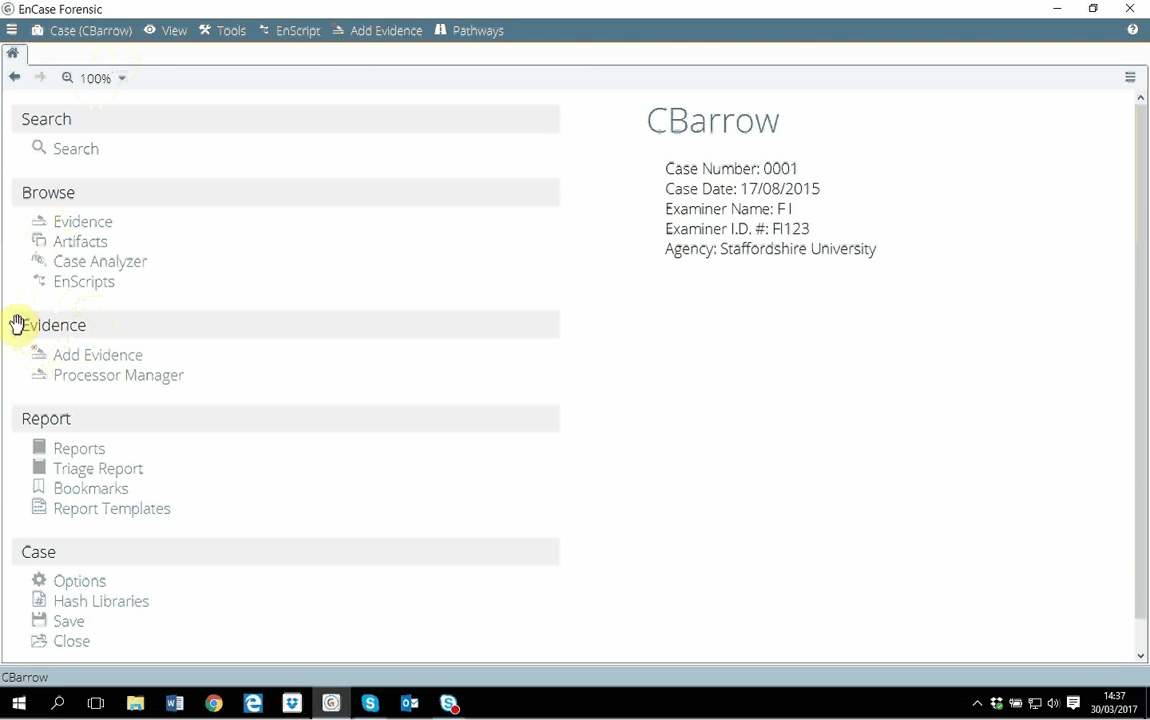 EnCase Forensic
Case (CBarrow) View Tools EnScript Add Evidence Pathways
100%
Search
Search
Browse
Evidence
Artifacts
Case Analyzer
EnScripts
Evidence
Add Evidence
Processor Manager
Report
Reports
Triage Report
Bookmarks
Report Templates
Case
Options
Hash Libraries
Save
Close
CBarrow
Case Number: 0001
Case Date: 17/08/2015
Examiner Name: F I
Examiner I.D. #: FI123
Agency: Staffordshire University
CBarrow
14:37
30/03/2017